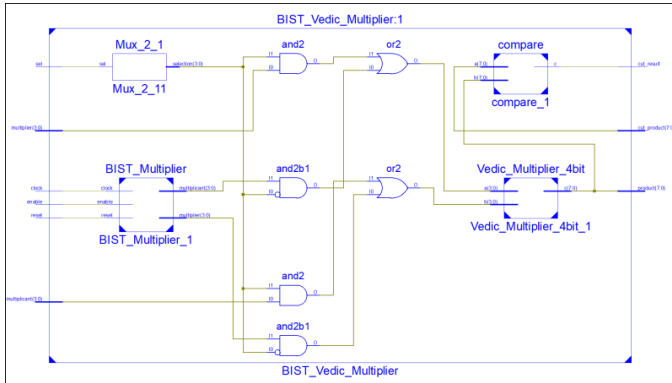 BIST_Vedic_Multiplier:1
Mux_2_1
and2
or2
compare
sel
sel
selection(3:0)
I1
I0
O
I1
I0
O
a(7:0)
b(7:0)
c
cut_result
Mux_2_11
compare_1
multiplier(3:0)
cut_product(7:0)
BIST_Multiplier
and2b1
or2
Vedic_Multiplier_4bit
clock
clock
multiplicant(3:0)
I1
I0
O
I1
I0
O
a(3:0)
c(7:0)
product(7:0)
enable
enable
b(3:0)
reset
reset
multiplier(3:0)
BIST_Multiplier_1
Vedic_Multiplier_4bit_1
and2
I1
I0
O
multiplicant(3:0)
and2b1
I1
I0
O
BIST_Vedic_Multiplier